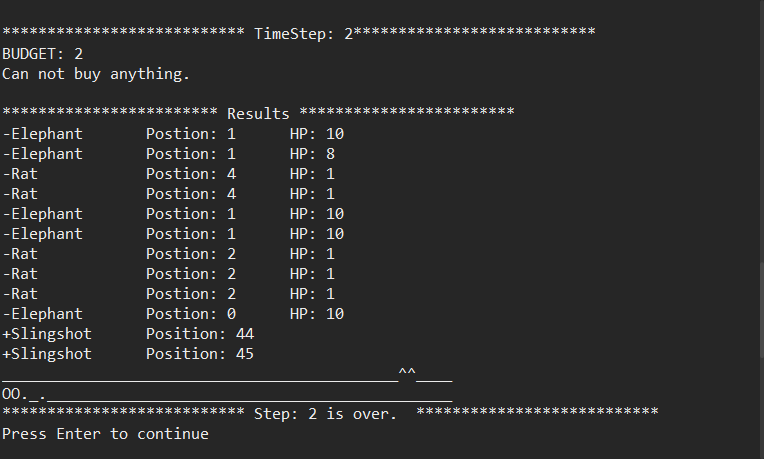 *************************** TimeStep: 2***************************
BUDGET: 2
Can not buy anything.
************************ Results ************************
-Elephant       Postion: 1      HP: 10
-Elephant       Postion: 1      HP: 8
-Rat            Postion: 4      HP: 1
-Rat            Postion: 4      HP: 1
-Elephant       Postion: 1      HP: 10
-Elephant       Postion: 1      HP: 10
-Rat            Postion: 2      HP: 1
-Rat            Postion: 2      HP: 1
-Rat            Postion: 2      HP: 1
-Elephant       Postion: 0      HP: 10
+Slingshot      Position: 44
+Slingshot      Position: 45
____________________________________________^^____
OO._._____________________________________________
*************************** Step: 2 is over.  ***************************
Press Enter to continue